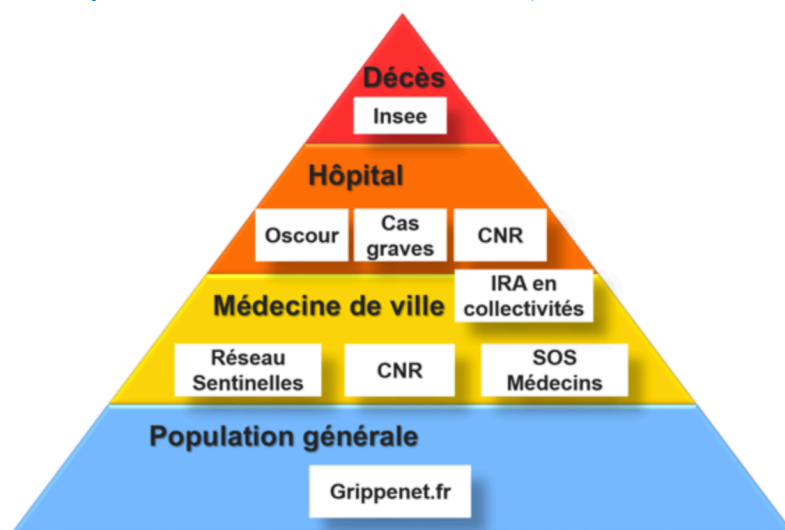 Décès
Insee
Hôpital
Oscour
Cas
graves
CNR
IRA en
collectivités
Médecine de ville
Réseau
Sentinelles
CNR
SOS
Médecins
Population générale
Grippenet.fr